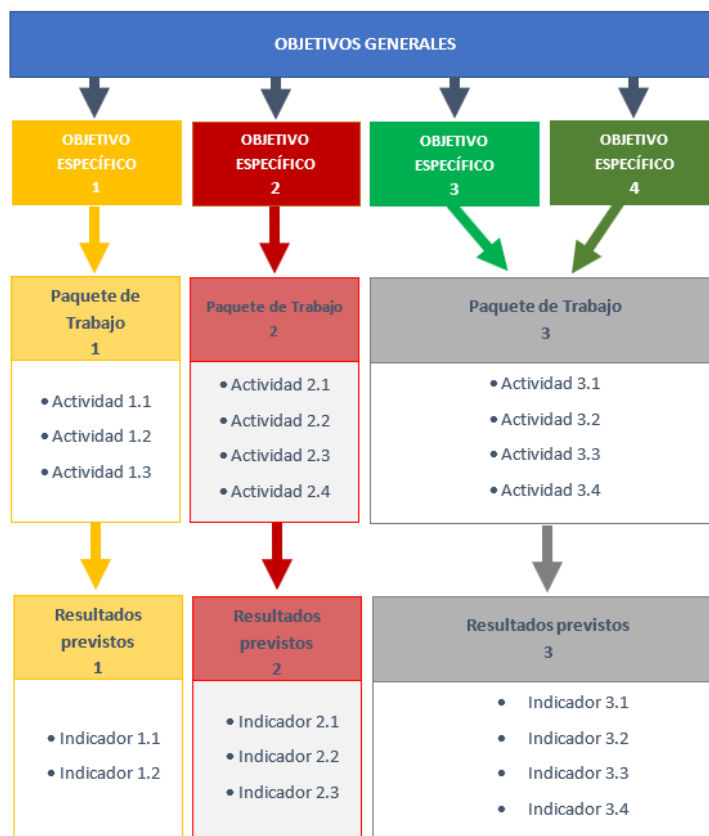 OBJETIVOS GENERALES
OBJETIVO
ESPECÍFICO
1
OBJETIVO
ESPECÍFICO
2
OBJETIVO
ESPECÍFICO
3
OBJETIVO
ESPECÍFICO
4
Paquete de
Trabajo
1
• Actividad 1.1
• Actividad 1.2
• Actividad 1.3
Paquete de Trabajo
2
• Actividad 2.1
• Actividad 2.2
• Actividad 2.3
• Actividad 2.4
Paquete de Trabajo
3
• Actividad 3.1
• Actividad 3.2
• Actividad 3.3
• Actividad 3.4
Resultados
previstos
1
• Indicador 1.1
• Indicador 1.2
Resultados
previstos
2
• Indicador 2.1
• Indicador 2.2
• Indicador 2.3
Resultados previstos
3
• Indicador 3.1
• Indicador 3.2
• Indicador 3.3
• Indicador 3.4